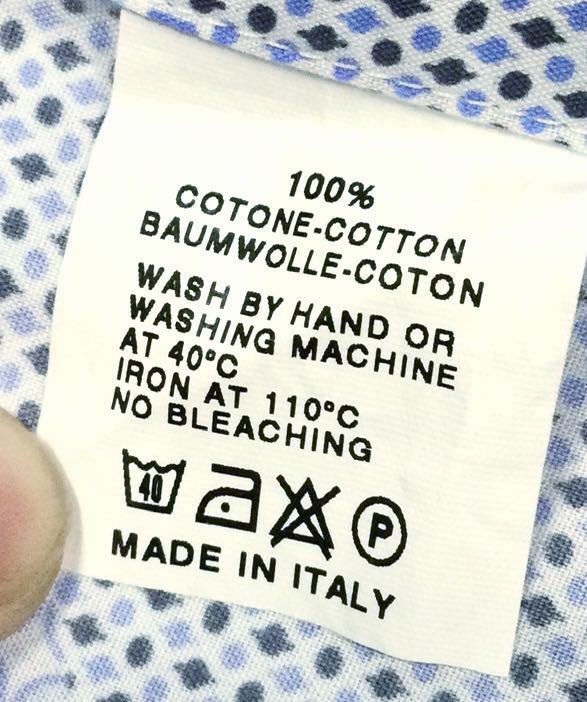 100%
COTONE-COTTON
BAUMWOLLE-COTON
WASH BY HAND OR
WASHING MACHINE
AT 40°C
IRON AT 110°C
NO BLEACHING
40 P
MADE IN ITALY